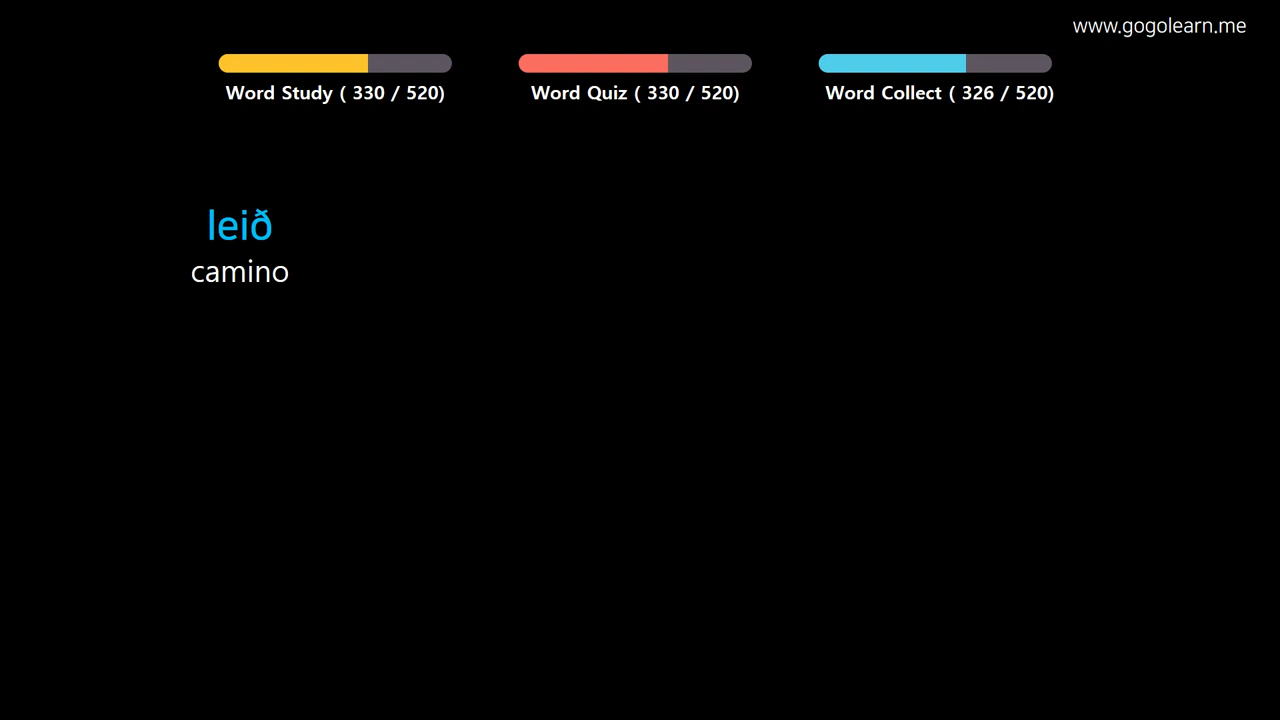 www.gogolearn.me
Word Study ( 330 / 520)
Word Quiz ( 330 / 520)
Word Collect ( 326 / 520)
leið
camino